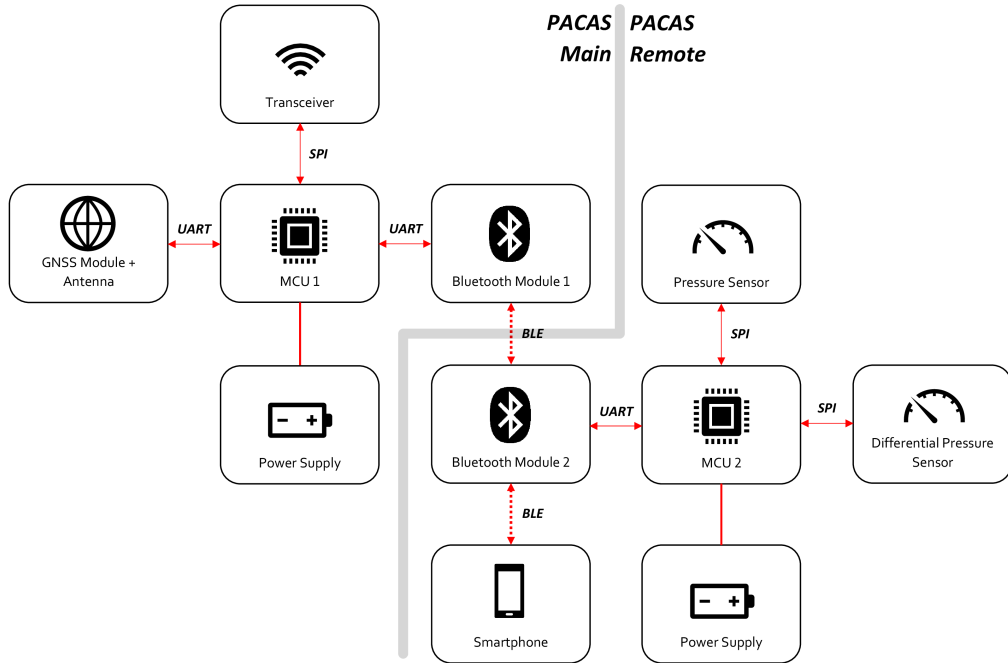 PACAS PACAS
Main Remote
Transceiver
SPI
UART
UART
GNSS Module +
Antenna
MCU 1
Bluetooth Module 1
Pressure Sensor
BLE
SPI
Power Supply
Bluetooth Module 2
UART
MCU 2
SPI
Differential Pressure
Sensor
BLE
Smartphone
Power Supply